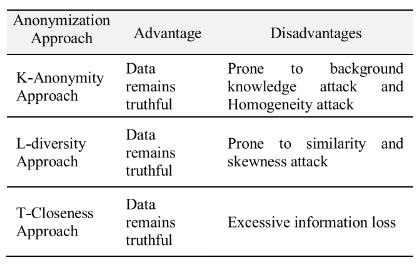 Anonymization Approach
Advantage
Disadvantages
K-Anonymity Approach
Data remains truthful
Prone to background knowledge attack and Homogeneity attack
L-diversity Approach
Data remains truthful
Prone to similarity and skewness attack
T-Closeness Approach
Data remains truthful
Excessive information loss